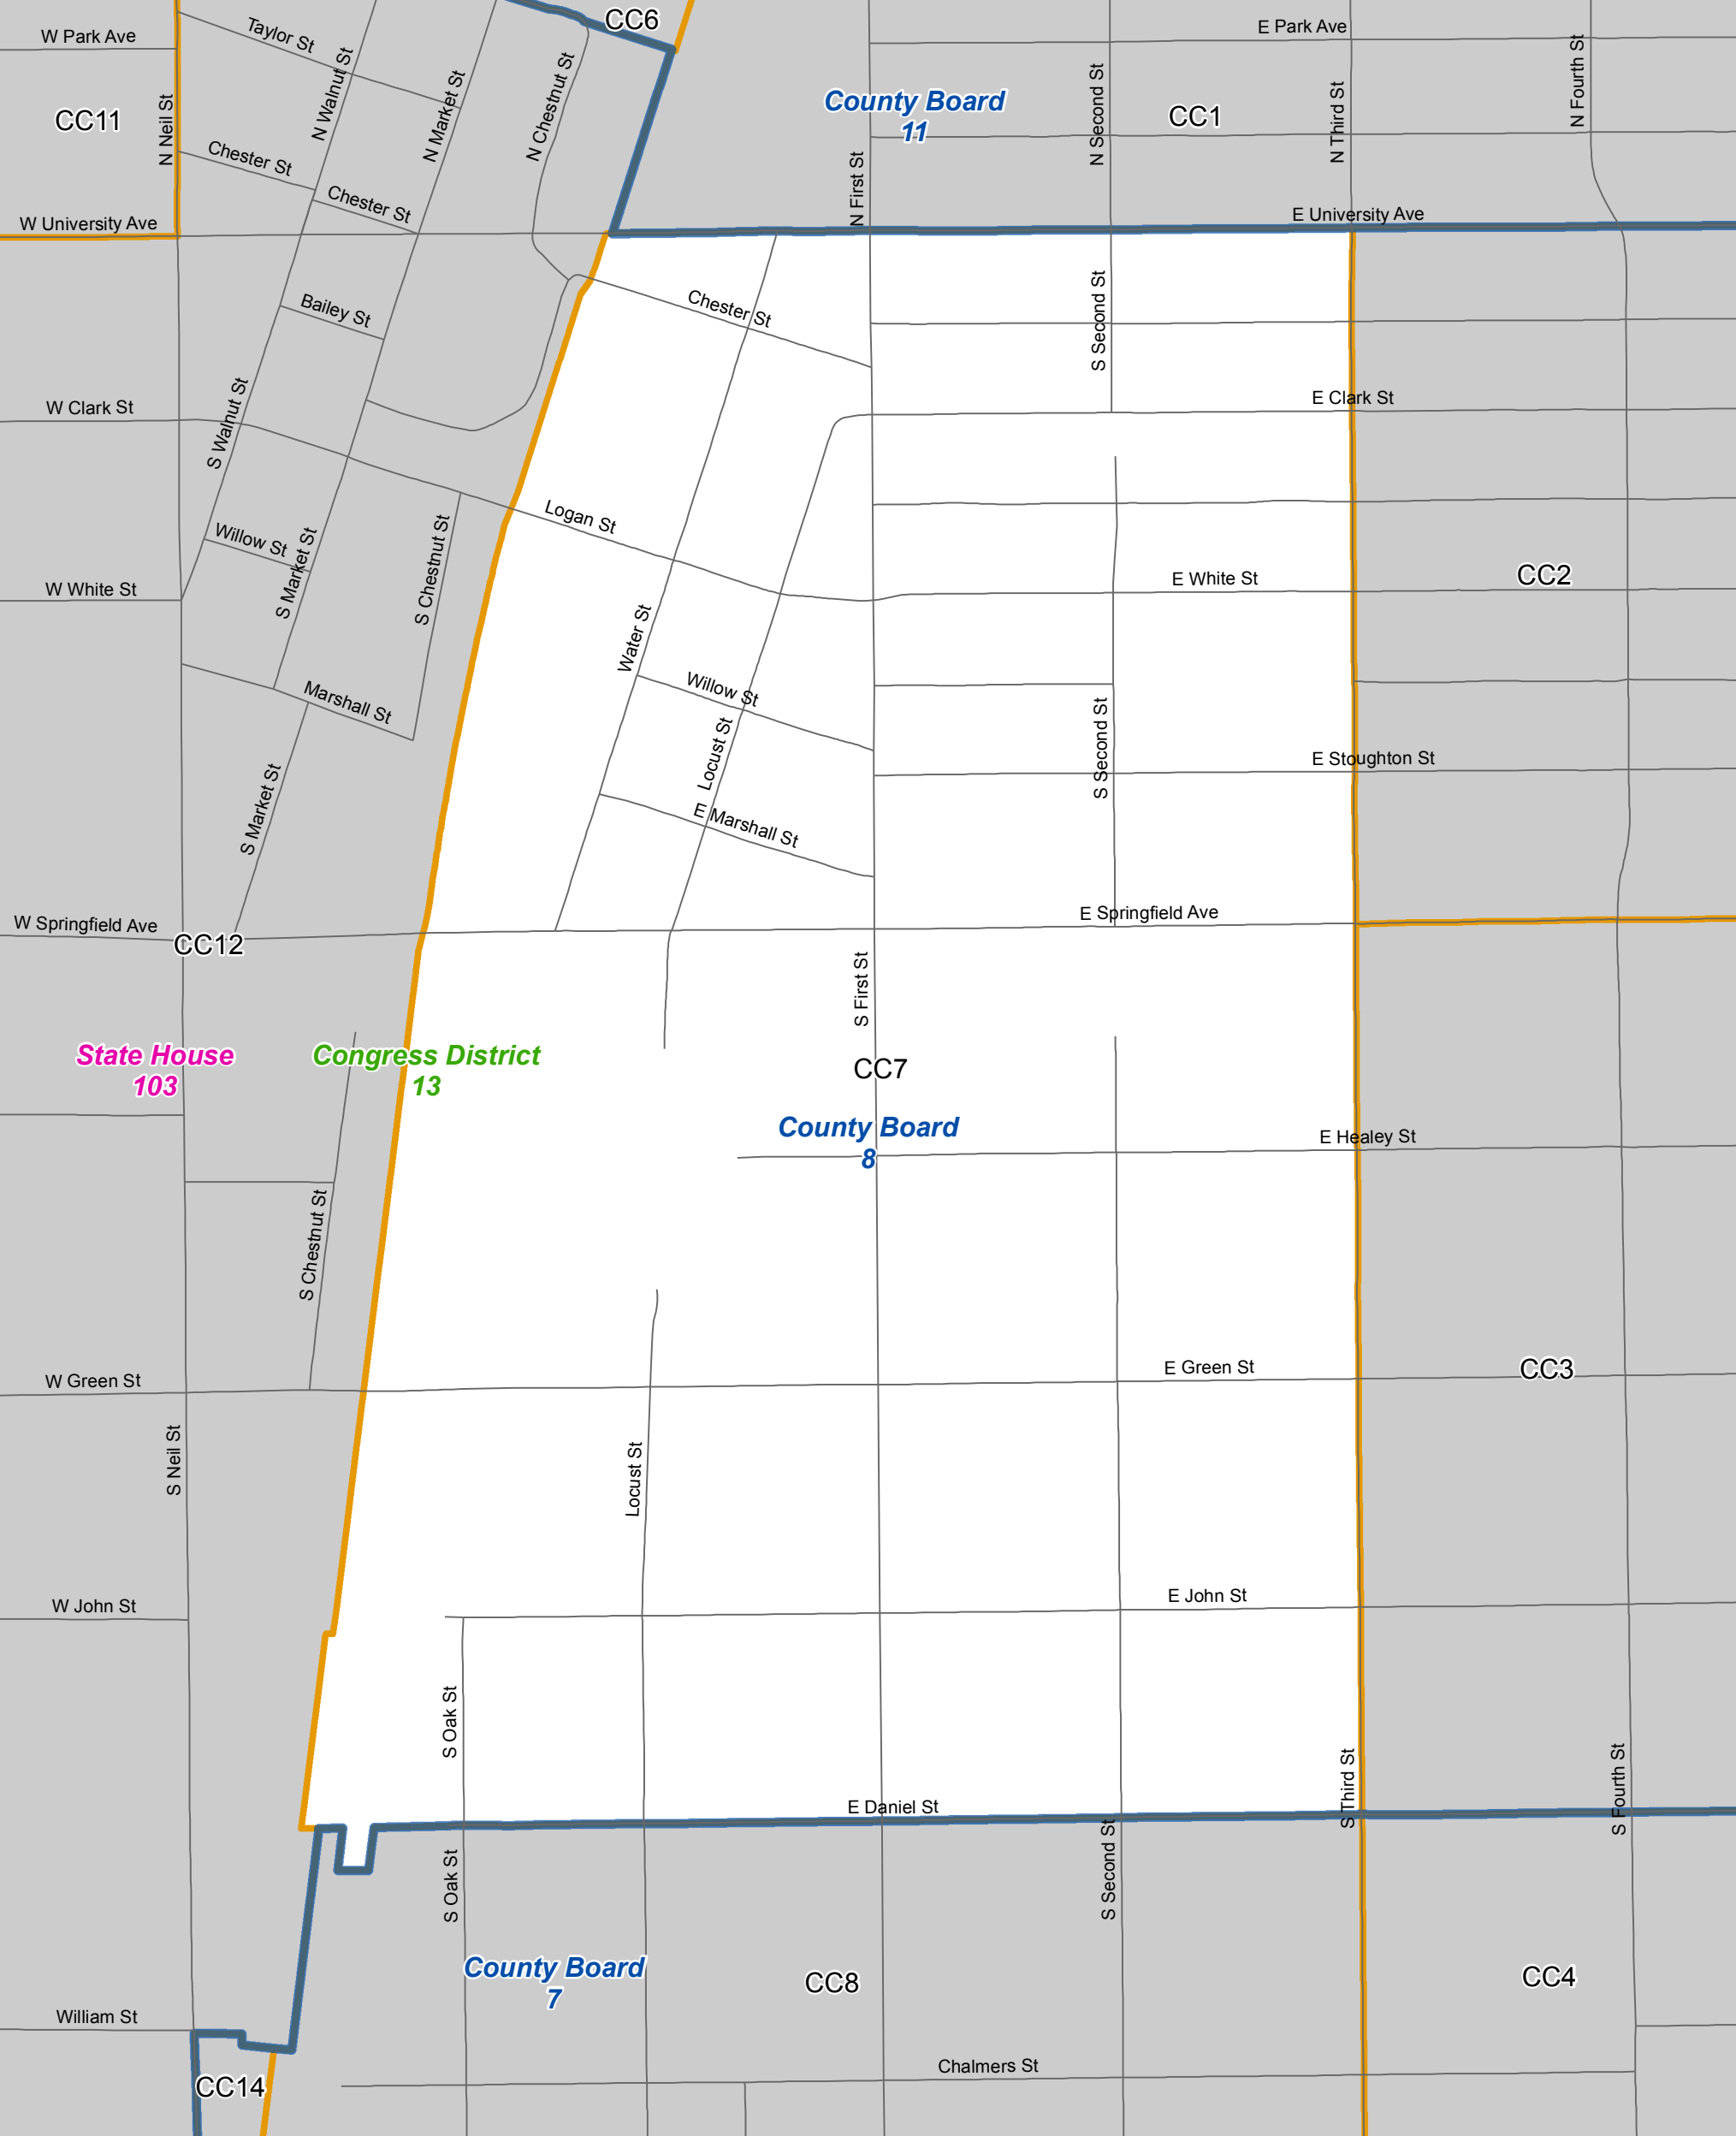 CC6
W Park Ave
Taylor St
E Park Ave
N Walnut St
N Market St
N Chestnut St
N Fourth St
County Board
11
CC1
CC11
N Neil St
N Second St
N Third St
Chester St
N First St
Chester St
W University Ave
E University Ave
Bailey St
Chester St
S Second St
W Clark St
S Walnut St
E Clark St
Logan St
Willow St
S Market St
S Chestnut St
CC2
W White St
E White St
Water St
Marshall St
Willow St
Locust St
S Second St
E Stoughton St
S Market St
E Marshall St
W Springfield Ave
E Springfield Ave
CC12
S First St
State House
103
Congress District
13
CC7
County Board
8
E Healey St
S Chestnut St
W Green St
E Green St
CC3
S Neil St
Locust St
W John St
E John St
S Oak St
S Third St
S Fourth St
E Daniel St
S Oak St
S Second St
County Board
7
CC8
CC4
William St
Chalmers St
CC14